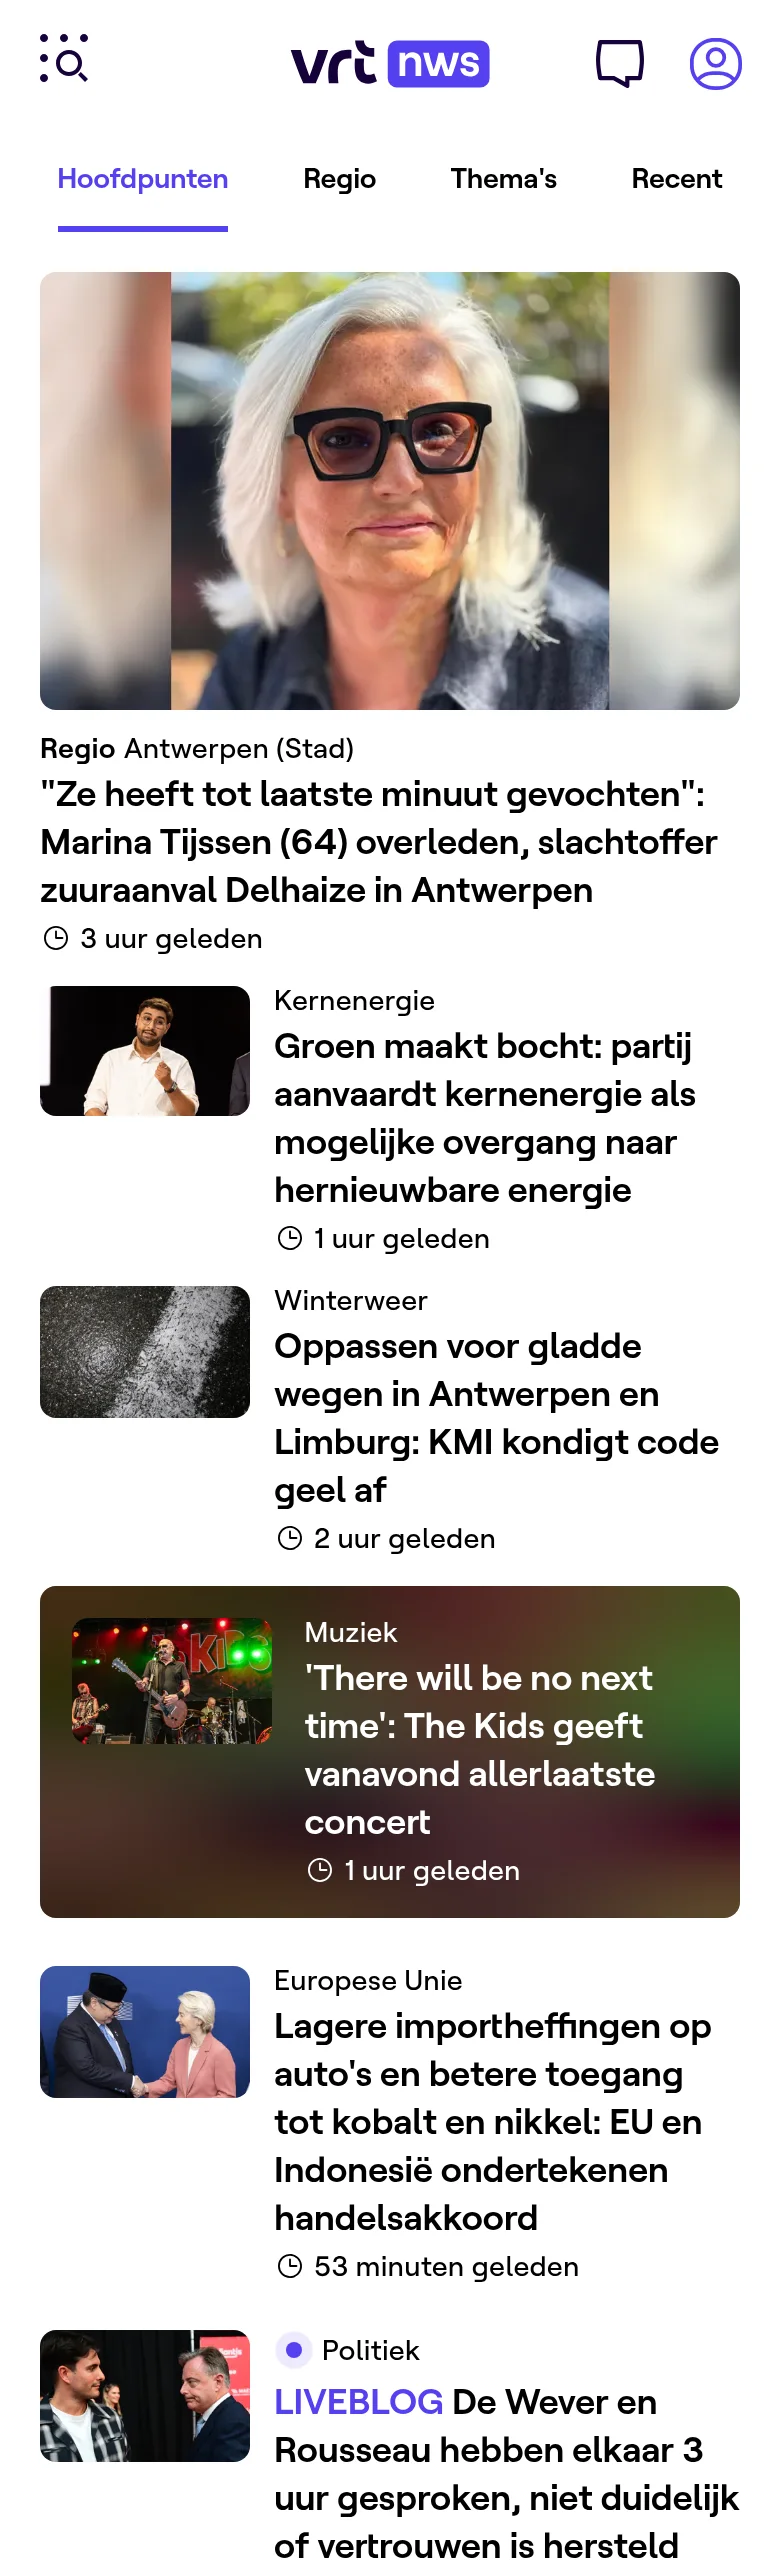 vrt nws
Hoofdpunten Regio Thema's Recent
Regio Antwerpen (Stad)
"Ze heeft tot laatste minuut gevochten":
Marina Tijssen (64) overleden, slachtoffer
zuuraanval Delhaize in Antwerpen
3 uur geleden
Kernenergie
Groen maakt bocht: partij
aanvaardt kernenergie als
mogelijke overgang naar
hernieuwbare energie
1 uur geleden
Winterweer
Oppassen voor gladde
wegen in Antwerpen en
Limburg: KMI kondigt code
geel af
2 uur geleden
KIDS
Muziek
'There will be no next
time': The Kids geeft
vanavond allerlaatste
concert
1 uur geleden
Europese Unie
Lagere importheffingen op
auto's en betere toegang
tot kobalt en nikkel: EU en
Indonesië ondertekenen
handelsakkoord
53 minuten geleden
Politiek
LIVEBLOG De Wever en
Rousseau hebben elkaar 3
uur gesproken, niet duidelijk
of vertrouwen is hersteld